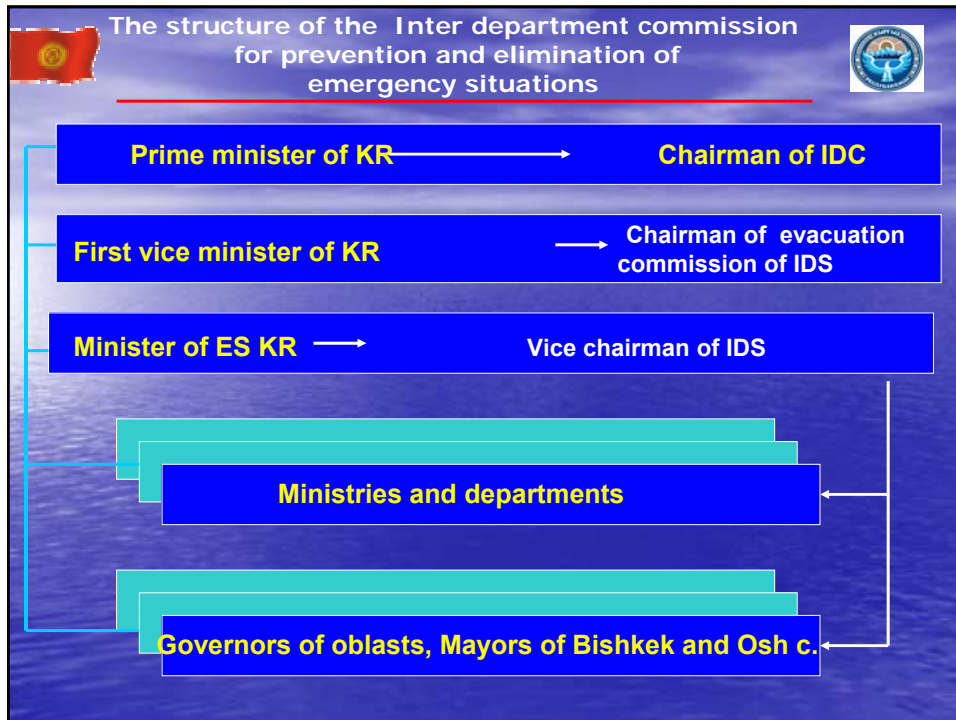 The structure of the Inter department commission
for prevention and elimination of
emergency situations
Prime minister of KR
Chairman of IDC
First vice minister of KR
Chairman of evacuation
commission of IDS
Minister of ES KR
Vice chairman of IDS
Ministries and departments
Governors of oblasts, Mayors of Bishkek and Osh c.